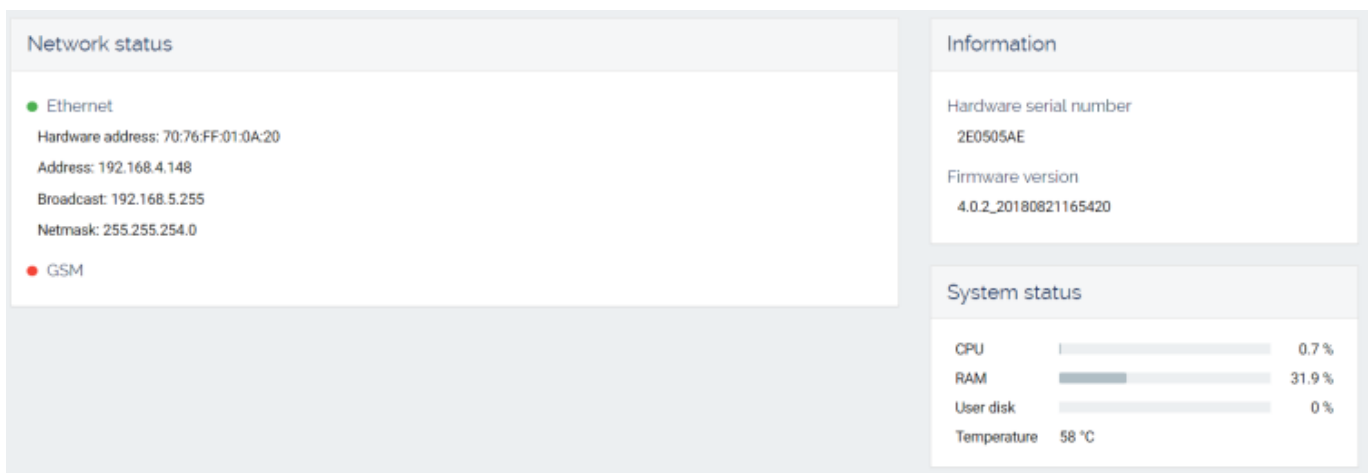 Network status
Ethernet
Hardware address: 70:76:FF:01:0A:20
Address: 192.168.4.148
Broadcast: 192.168.5.255
Netmask: 255.255.254.0
GSM
Information
Hardware serial number
2E0505AE
Firmware version
4.0.2_20180821165420
System status
CPU 0.7 %
RAM 31.9 %
User disk 0 %
Temperature 58 °C